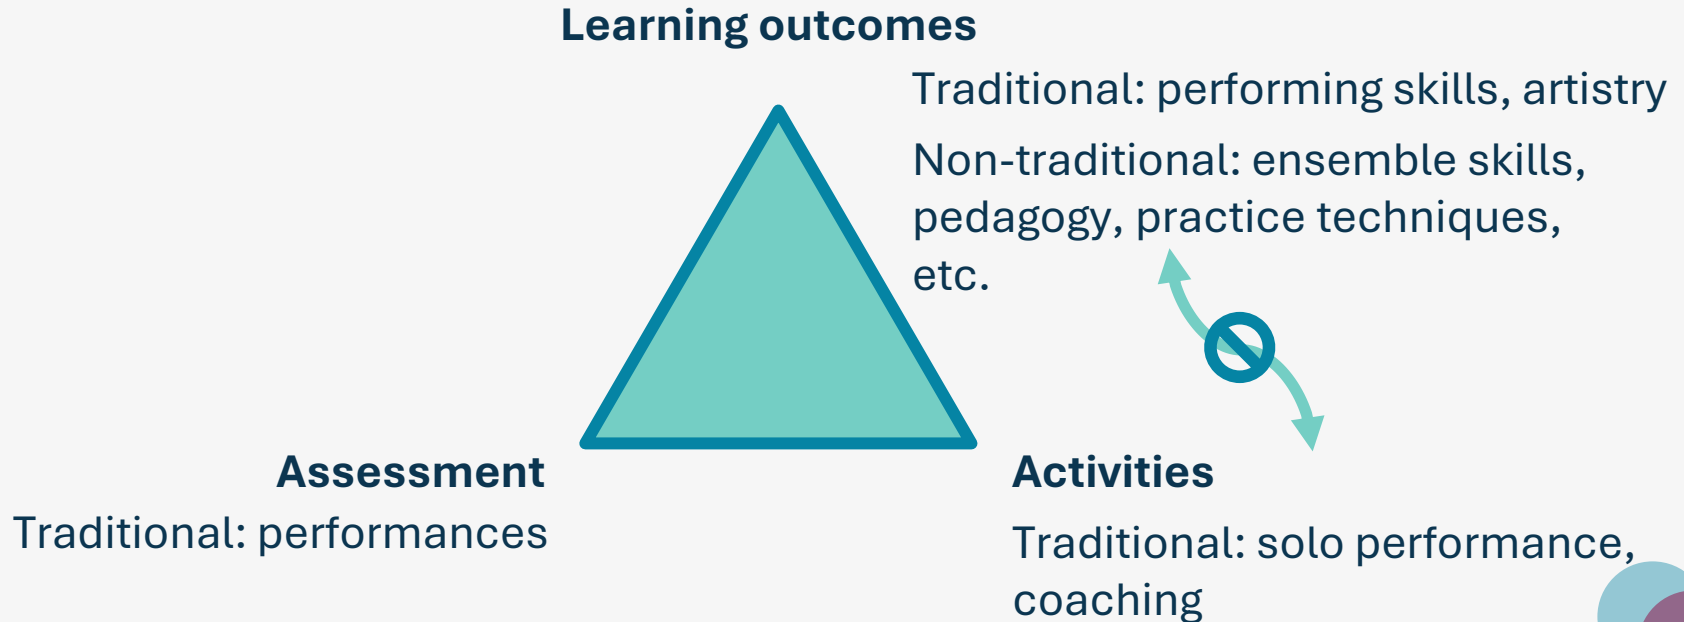 Learning outcomes
Traditional: performing skills, artistry
Non-traditional: ensemble skills,
pedagogy, practice techniques,
etc.
Assessment
Traditional: performances
Activities
Traditional: solo performance,
coaching